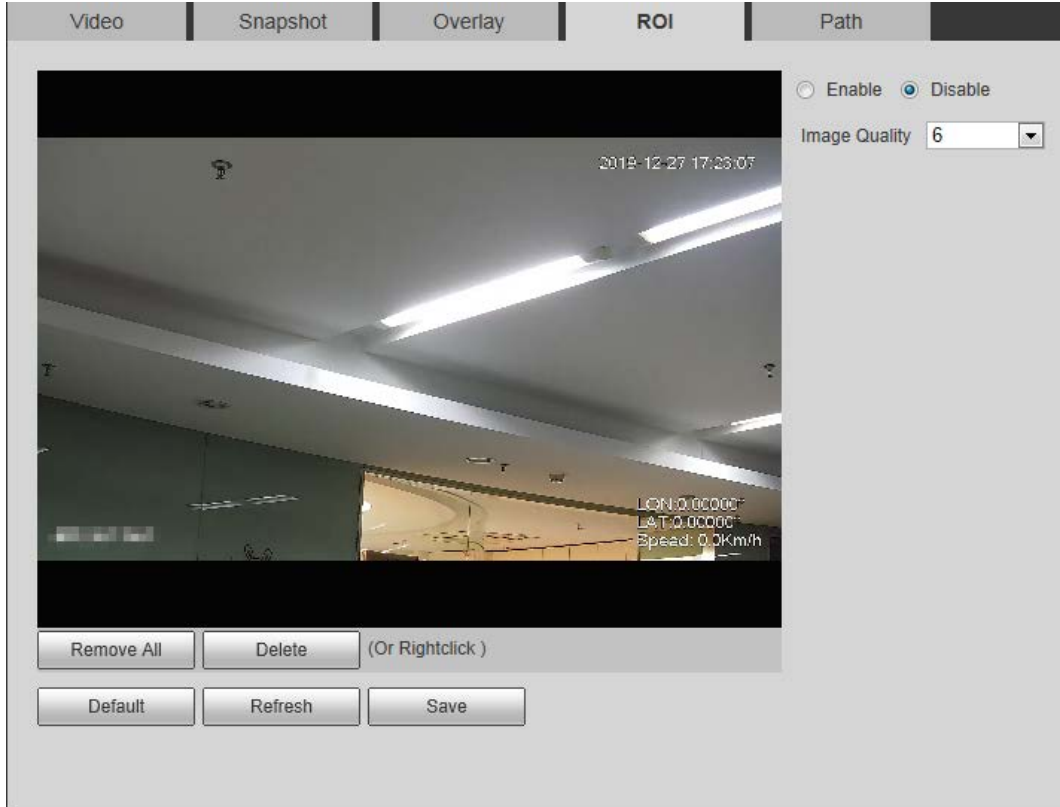 Video Snapshot Overlay ROI Path
Enable Disable
Image Quality 6
2019-12-27 17:23:07
LON:0.00000°
LAT:0.00000°
Speed: 0.0Km/h
Remove All Delete (Or Rightclick )
Default Refresh Save